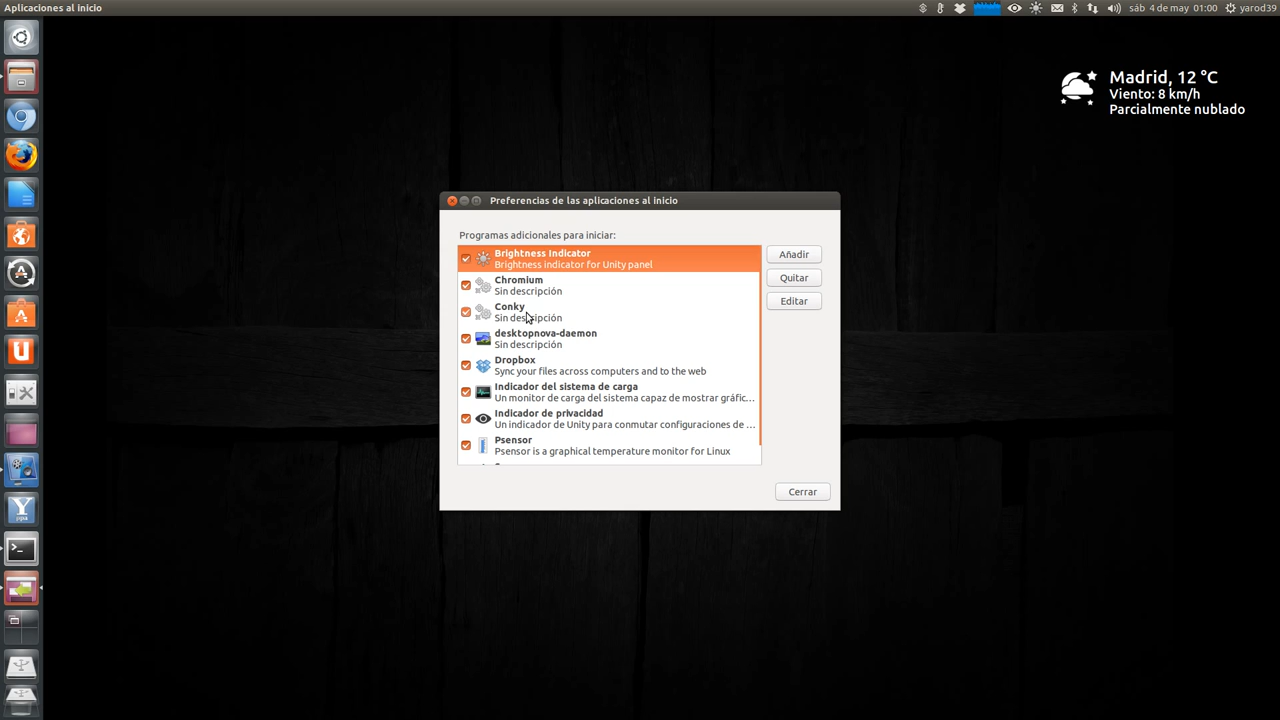 Aplicaciones al inicio
sáb 4 de may 01:00
yarod39
Madrid, 12 °C
Viento: 8 km/h
Parcialmente nublado
Preferencias de las aplicaciones al inicio
Programas adicionales para iniciar:
Brightness Indicator
Brightness indicator for Unity panel
Chromium
Sin descripción
Conky
Sin descripción
desktopnova-daemon
Sin descripción
Dropbox
Sync your files across computers and to the web
Indicador del sistema de carga
Un monitor de carga del sistema capaz de mostrar gráfic...
Indicador de privacidad
Un indicador de Unity para conmutar configuraciones de ...
Psensor
Psensor is a graphical temperature monitor for Linux
Añadir
Quitar
Editar
Cerrar